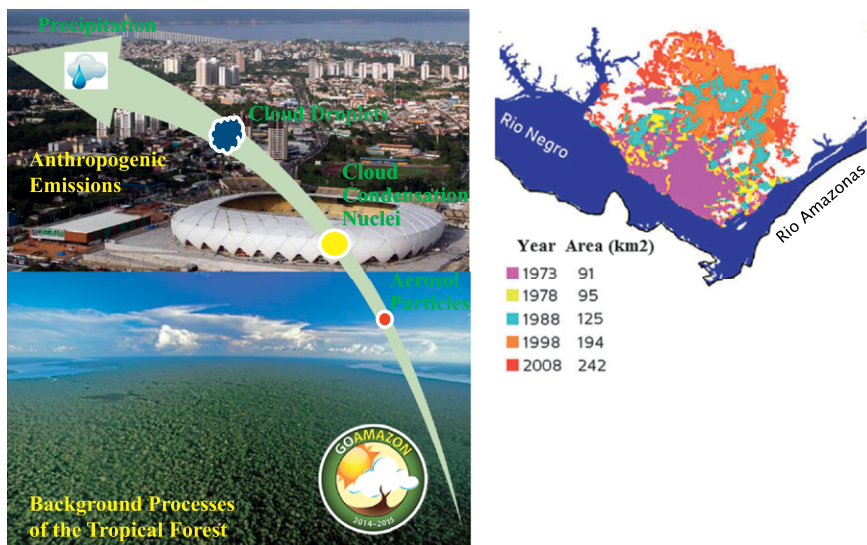 Precipitation
Cloud Droplets
Anthropogenic
Emissions
Cloud
Condensation
Nuclei
Aerosol
Particles
GOAMAZON
2014-2015
Background Processes
of the Tropical Forest
Rio Negro
Rio Amazonas
Year Area (km2)
1973 91
1978 95
1988 125
1998 194
2008 242